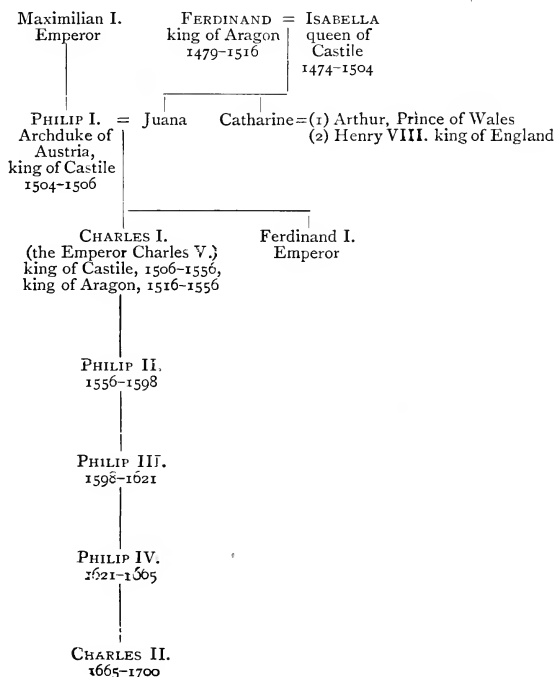 Maximilian I.
Emperor
FERDINAND = ISABELLA
king of Aragon queen of
1479-1516 Castile
1474-1504
PHILIP I. = Juana Catharine=(1) Arthur, Prince of Wales
Archduke of (2) Henry VIII. king of England
Austria,
king of Castile
1504-1506
CHARLES I. Ferdinand I.
(the Emperor Charles V.) Emperor
king of Castile, 1506-1556,
king of Aragon, 1516-1556
PHILIP II.
1556-1598
PHILIP III.
1598-1621
PHILIP IV.
1621-1665
CHARLES II.
1665-1700